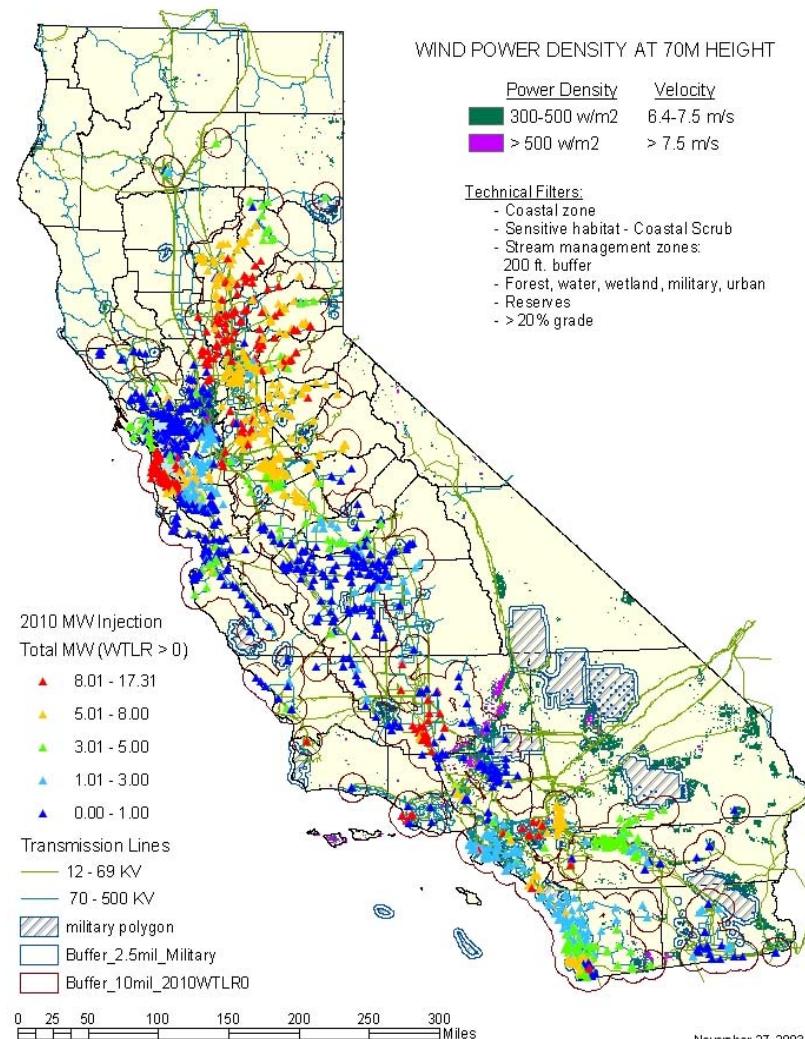 WIND POWER DENSITY AT 70M HEIGHT
Power Density Velocity
300-500 w/m2 6.4-7.5 m/s
> 500 w/m2 > 7.5 m/s
Technical Filters:
- Coastal zone
- Sensitive habitat - Coastal Scrub
- Stream management zones:
200 ft. buffer
- Forest, water, wetland, military, urban
- Reserves
- > 20% grade
2010 MW Injection
Total MW (WTLR > 0)
8.01 - 17.31
5.01 - 8.00
3.01 - 5.00
1.01 - 3.00
0.00 - 1.00
Transmission Lines
12 - 69 KV
70 - 500 KV
military polygon
Buffer_2.5mil_Military
Buffer_10mil_2010WTLR0
0 25 50 100 150 200 250 300
Miles